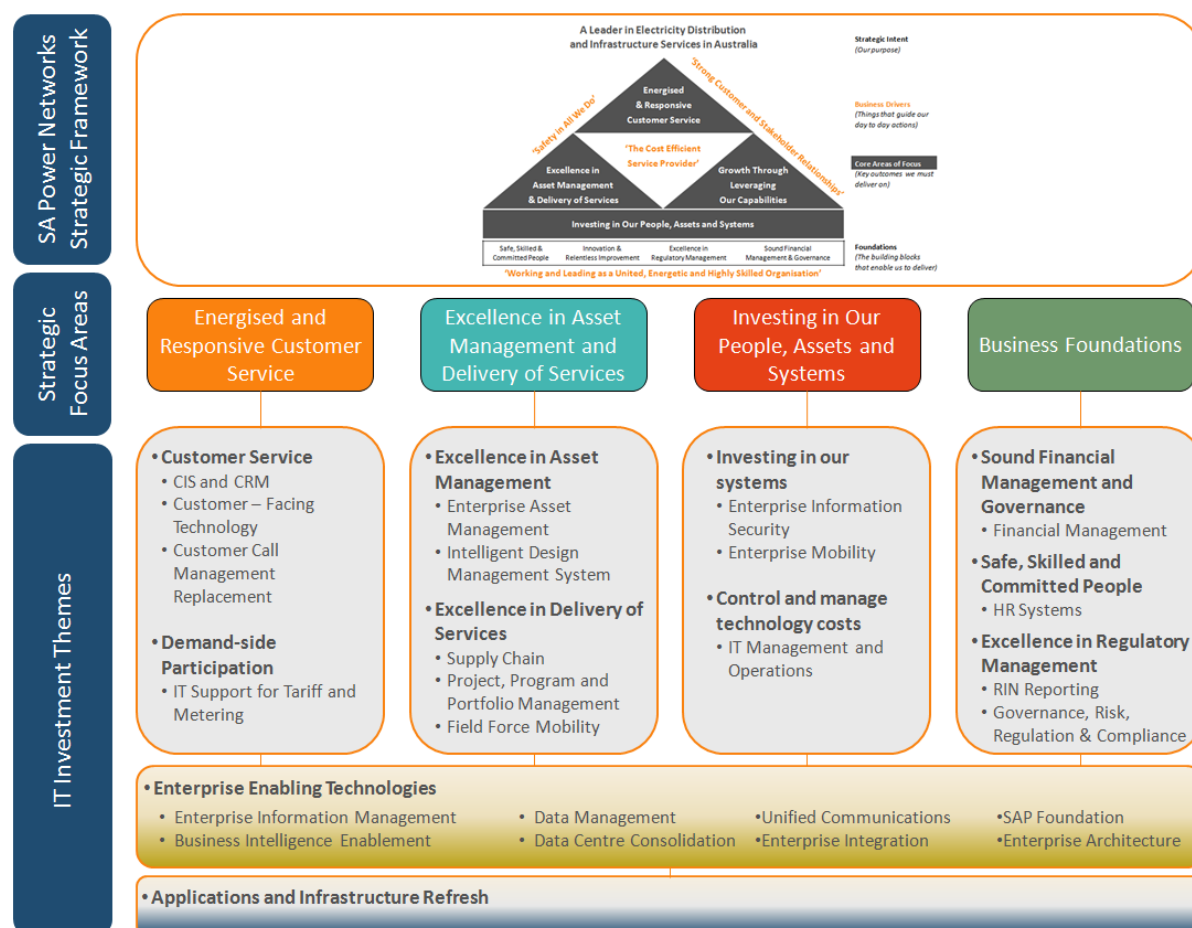 SA Power Networks
Strategic Framework
A Leader in Electricity Distribution
and Infrastructure Services in Australia
'Safety in All We Do'
'Strong Customer and Stakeholder Relationships'
Energised
& Responsive
Customer Service
'The Cost Efficient
Service Provider'
Excellence in
Asset Management
& Delivery of Services
Growth Through
Leveraging
Our Capabilities
Investing in Our People, Assets and Systems
Safe, Skilled &
Committed People
Innovation &
Relentless Improvement
Excellence in
Regulatory Management
Sound Financial
Management & Governance
'Working and Leading as a United, Energetic and Highly Skilled Organisation'
Strategic Intent
(Our purpose)
Business Drivers
(Things that guide our
day to day actions)
Core Areas of Focus
(Key outcomes we must
deliver on)
Foundations
(The building blocks
that enable us to deliver)
Strategic
Focus Areas
Energised and
Responsive Customer
Service
Excellence in Asset
Management and
Delivery of Services
Investing in Our
People, Assets and
Systems
Business Foundations
IT Investment Themes
• Customer Service
• CIS and CRM
• Customer – Facing
Technology
• Customer Call
Management
Replacement
• Demand-side
Participation
• IT Support for Tariff and
Metering
• Excellence in Asset
Management
• Enterprise Asset
Management
• Intelligent Design
Management System
• Excellence in Delivery of
Services
• Supply Chain
• Project, Program and
Portfolio Management
• Field Force Mobility
• Investing in our
systems
• Enterprise Information
Security
• Enterprise Mobility
• Control and manage
technology costs
• IT Management and
Operations
• Sound Financial
Management and
Governance
• Financial Management
• Safe, Skilled and
Committed People
• HR Systems
• Excellence in Regulatory
Management
• RIN Reporting
• Governance, Risk,
Regulation & Compliance
• Enterprise Enabling Technologies
• Enterprise Information Management
• Business Intelligence Enablement
• Data Management
• Data Centre Consolidation
• Unified Communications
• Enterprise Integration
• SAP Foundation
• Enterprise Architecture
• Applications and Infrastructure Refresh